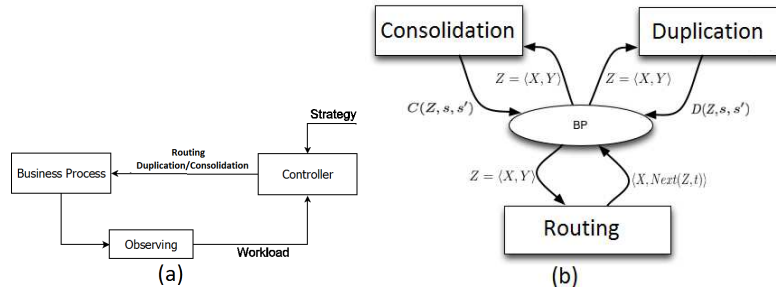 Strategy
Routing
Duplication/Consolidation
Business Process
Controller
Observing
Workload
(a)
Consolidation
Duplication
Z = ⟨X, Y⟩
Z = ⟨X, Y⟩
C(Z, s, s′)
D(Z, s, s′)
BP
Z = ⟨X, Y⟩
⟨X, Next(Z, t)⟩
Routing
(b)